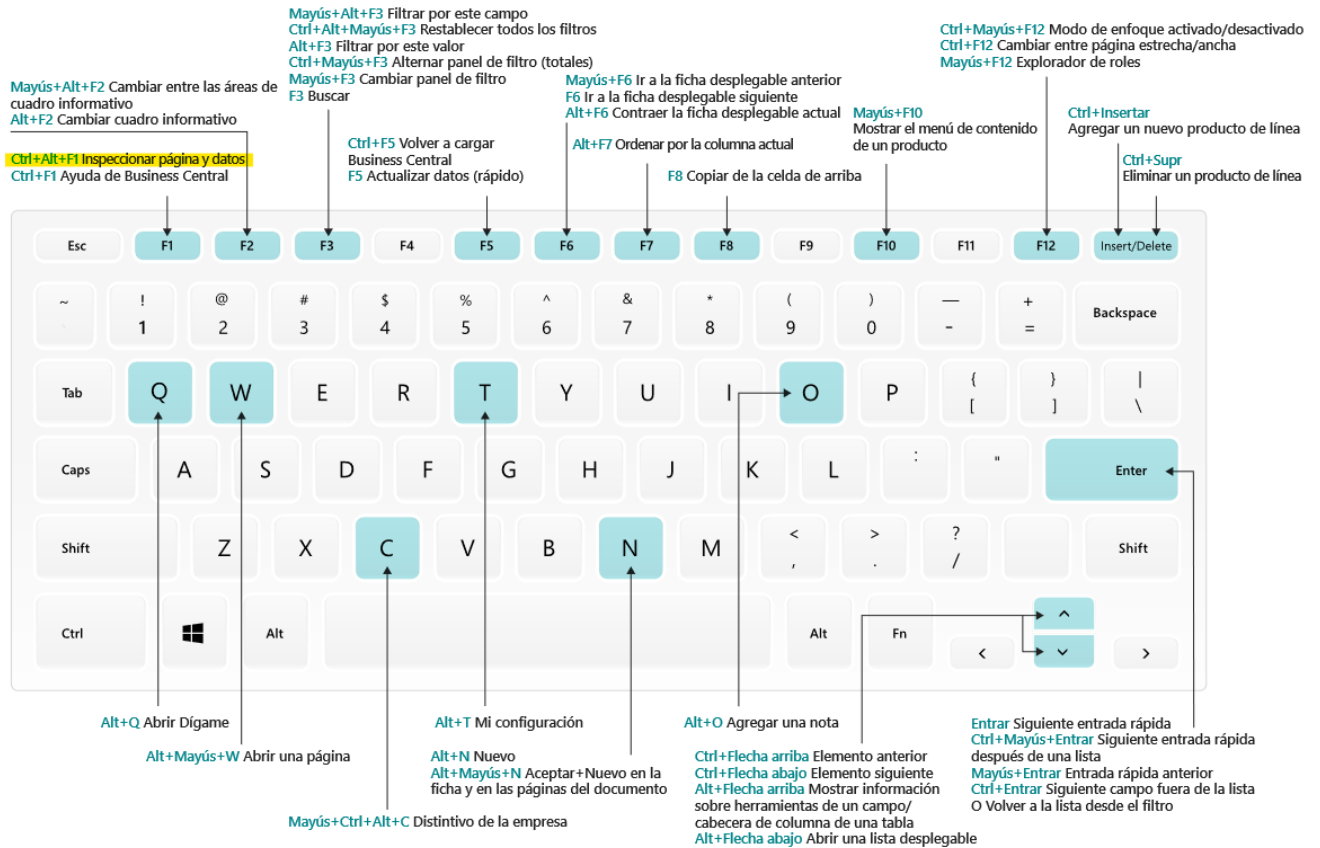 Mayús+Alt+F3 Filtrar por este campo
Ctrl+Alt+Mayús+F3 Restablecer todos los filtros
Alt+F3 Filtrar por este valor
Ctrl+Mayús+F3 Alternar panel de filtro (totales)
Mayús+F3 Cambiar panel de filtro
F3 Buscar
Ctrl+Mayús+F12 Modo de enfoque activado/desactivado
Ctrl+F12 Cambiar entre página estrecha/ancha
Mayús+F12 Explorador de roles
Mayús+Alt+F2 Cambiar entre las áreas de
cuadro informativo
Alt+F2 Cambiar cuadro informativo
Mayús+F6 Ir a la ficha desplegable anterior
F6 Ir a la ficha desplegable siguiente
Alt+F6 Contraer la ficha desplegable actual
Mayús+F10
Mostrar el menú de contenido
de un producto
Ctrl+Insertar
Agregar un nuevo producto de línea
Ctrl+Alt+F1 Inspeccionar página y datos
Ctrl+F1 Ayuda de Business Central
Ctrl+F5 Volver a cargar
Business Central
F5 Actualizar datos (rápido)
Alt+F7 Ordenar por la columna actual
F8 Copiar de la celda de arriba
Ctrl+Supr
Eliminar un producto de línea
Esc F1 F2 F3 F4 F5 F6 F7 F8 F9 F10 F11 F12 Insert/Delete
~ ! @ # $ % ^ & * ( ) — +
` 1 2 3 4 5 6 7 8 9 0 - = Backspace
Tab Q W E R T Y U I O P { } |
[ ] \
Caps A S D F G H J K L : " Enter
Shift Z X C V B N M < > ? Shift
, . /
Ctrl Alt Alt Fn ^
< ˅ >
Alt+Q Abrir Dígame
Alt+Mayús+W Abrir una página
Alt+T Mi configuración
Alt+N Nuevo
Alt+Mayús+N Aceptar+Nuevo en la
ficha y en las páginas del documento
Mayús+Ctrl+Alt+C Distintivo de la empresa
Alt+O Agregar una nota
Ctrl+Flecha arriba Elemento anterior
Ctrl+Flecha abajo Elemento siguiente
Alt+Flecha arriba Mostrar información
sobre herramientas de un campo/
cabecera de columna de una tabla
Alt+Flecha abajo Abrir una lista desplegable
Entrar Siguiente entrada rápida
Ctrl+Mayús+Entrar Siguiente entrada rápida
después de una lista
Mayús+Entrar Entrada rápida anterior
Ctrl+Entrar Siguiente campo fuera de la lista
O Volver a la lista desde el filtro